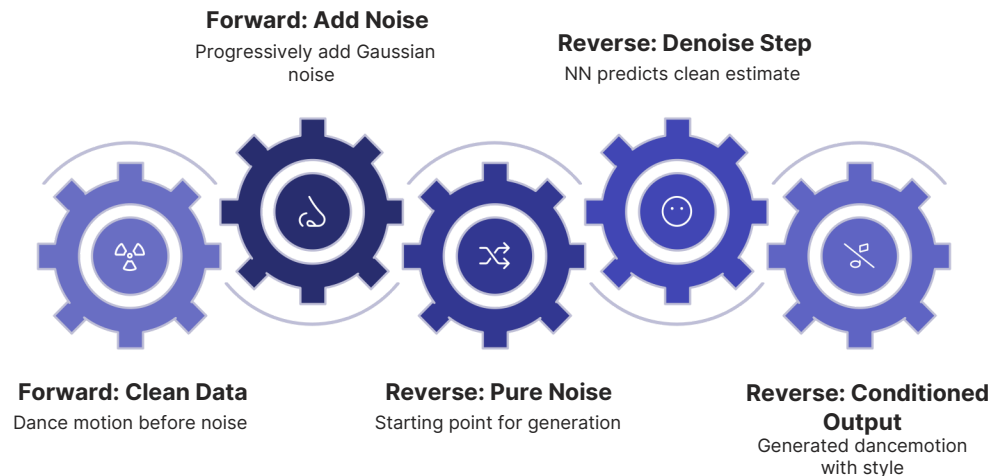 Forward: Add Noise
Progressively add Gaussian
noise
Reverse: Denoise Step
NN predicts clean estimate
Forward: Clean Data
Dance motion before noise
Reverse: Pure Noise
Starting point for generation
Reverse: Conditioned
Output
Generated dancemotion
with style